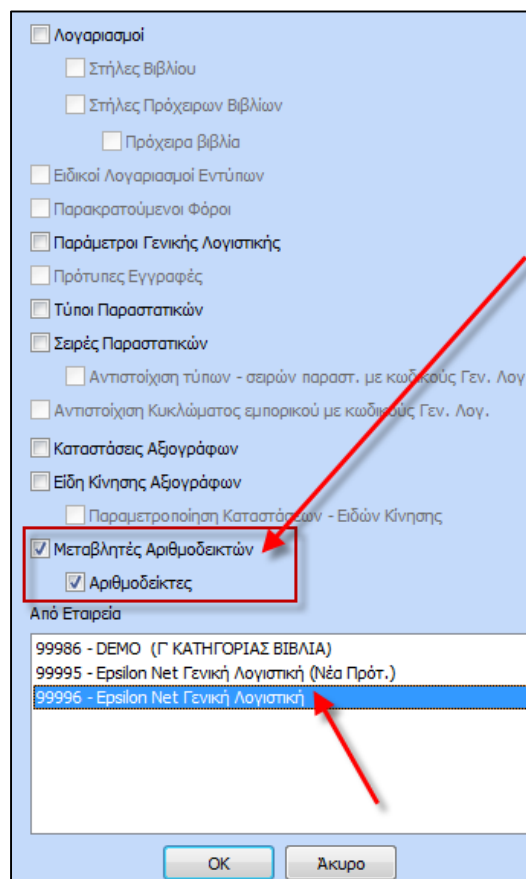 Λογαριασμοί
Στήλες Βιβλίου
Στήλες Πρόχειρων Βιβλίων
Πρόχειρα βιβλία
Ειδικοί Λογαριασμοί Εντύπων
Παρακρατούμενοι Φόροι
Παράμετροι Γενικής Λογιστικής
Πρότυπες Εγγραφές
Τύποι Παραστατικών
Σειρές Παραστατικών
Αντιστοίχιση τύπων - σειρών παραστ. με κωδικούς Γεν. Λογ
Αντιστοίχιση Κυκλώματος εμπορικού με κωδικούς Γεν. Λογ.
Καταστάσεις Αξιογράφων
Είδη Κίνησης Αξιογράφων
Παραμετροποίηση Καταστάσεων - Ειδών Κίνησης
Μεταβλητές Αριθμοδεικτών
Αριθμοδείκτες
Από Εταιρεία
99986 - DEMO (Γ ΚΑΤΗΓΟΡΙΑΣ ΒΙΒΛΙΑ)
99995 - Epsilon Net Γενική Λογιστική (Νέα Πρότ.)
99996 - Epsilon Net Γενική Λογιστική
OK
Άκυρο